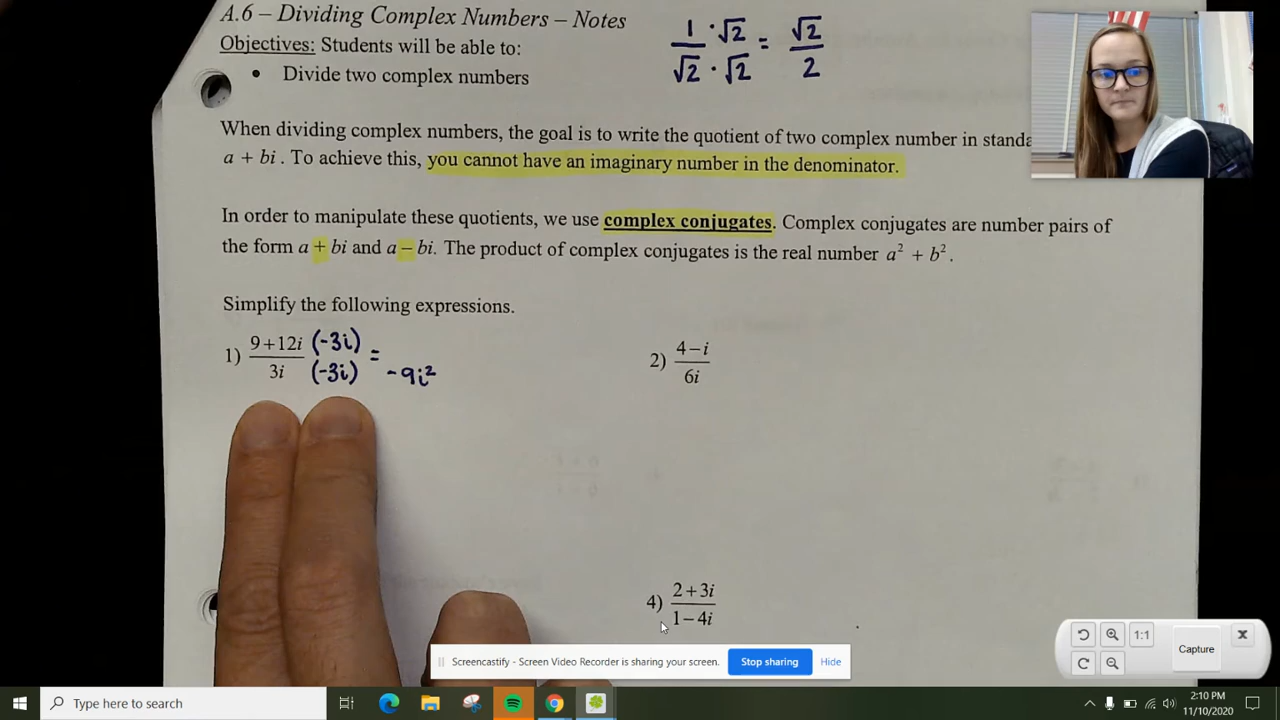 A.6 – Dividing Complex Numbers – Notes
Objectives: Students will be able to:
• Divide two complex numbers
1 · √2 = √2
√2 · √2 2
When dividing complex numbers, the goal is to write the quotient of two complex number in standa
a + bi . To achieve this, you cannot have an imaginary number in the denominator.
In order to manipulate these quotients, we use complex conjugates. Complex conjugates are number pairs of
the form a + bi and a – bi. The product of complex conjugates is the real number a² + b² .
Simplify the following expressions.
1) 9+12i (-3i) =
3i (-3i) -9i²
2) 4–i
6i
4) 2+3i
1–4i
1:1
Capture
Screencastify - Screen Video Recorder is sharing your screen. Stop sharing Hide
Type here to search
2:10 PM
11/10/2020